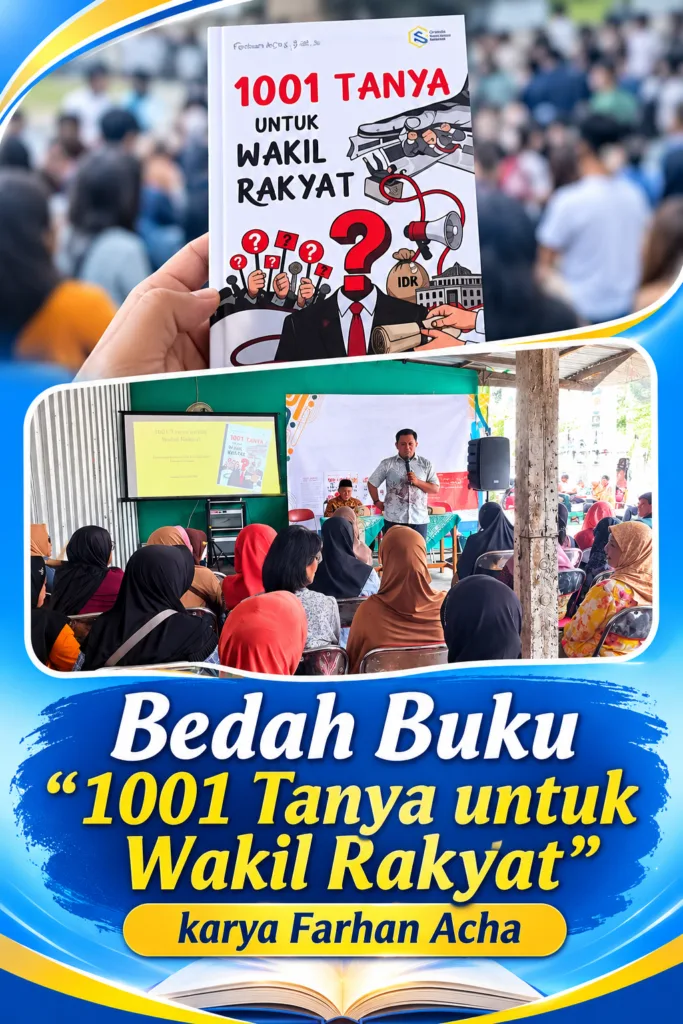 1001 TANYA
UNTUK
WAKIL
RAKYAT
IDR
Bedah Buku
"1001 Tanya untuk
Wakil Rakyat"
karya Farhan Acha